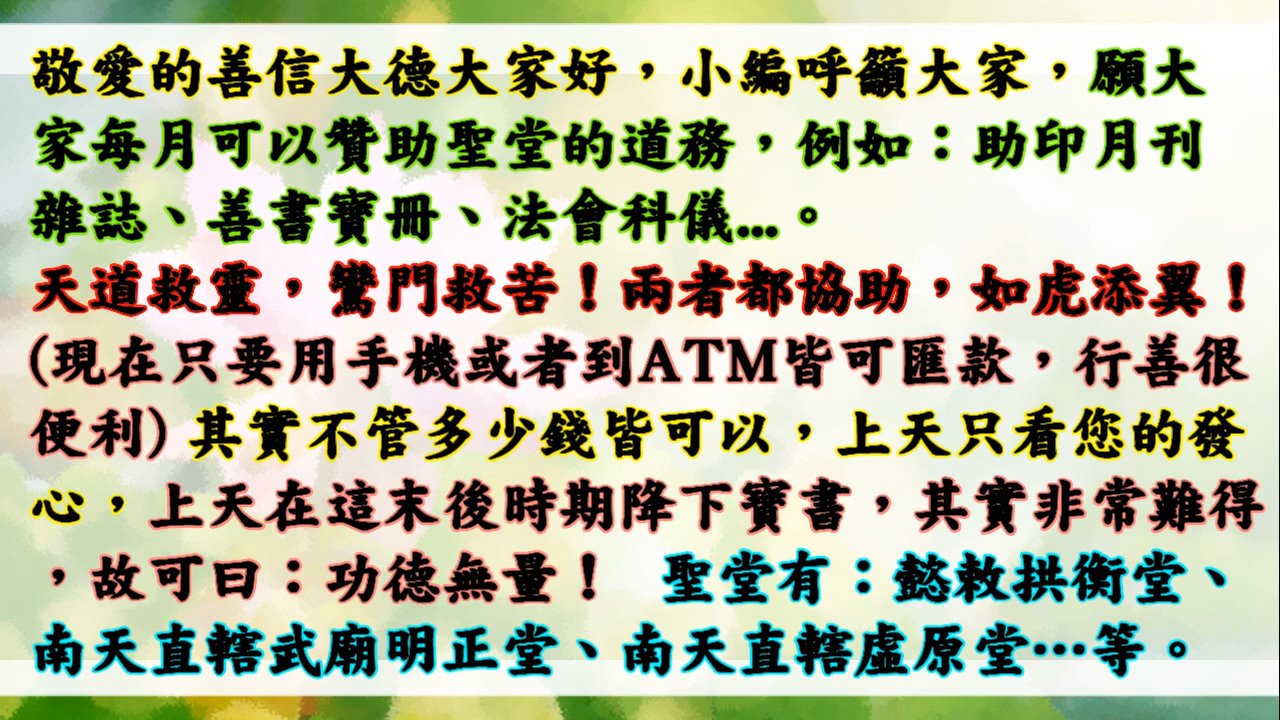 敬愛的善信大德大家好，小編呼籲大家，願大
家每月可以贊助聖堂的道務，例如：助印月刊
雜誌、善書寶冊、法會科儀...。
天道救靈，鸞門救苦！兩者都協助，如虎添翼！
(現在只要用手機或者到ATM皆可匯款，行善很
便利) 其實不管多少錢皆可以，上天只看您的發
心，上天在這末後時期降下寶書，其實非常難得
，故可曰：功德無量！ 聖堂有：懿敕拱衡堂、
南天直轄武廟明正堂、南天直轄虛原堂…等。